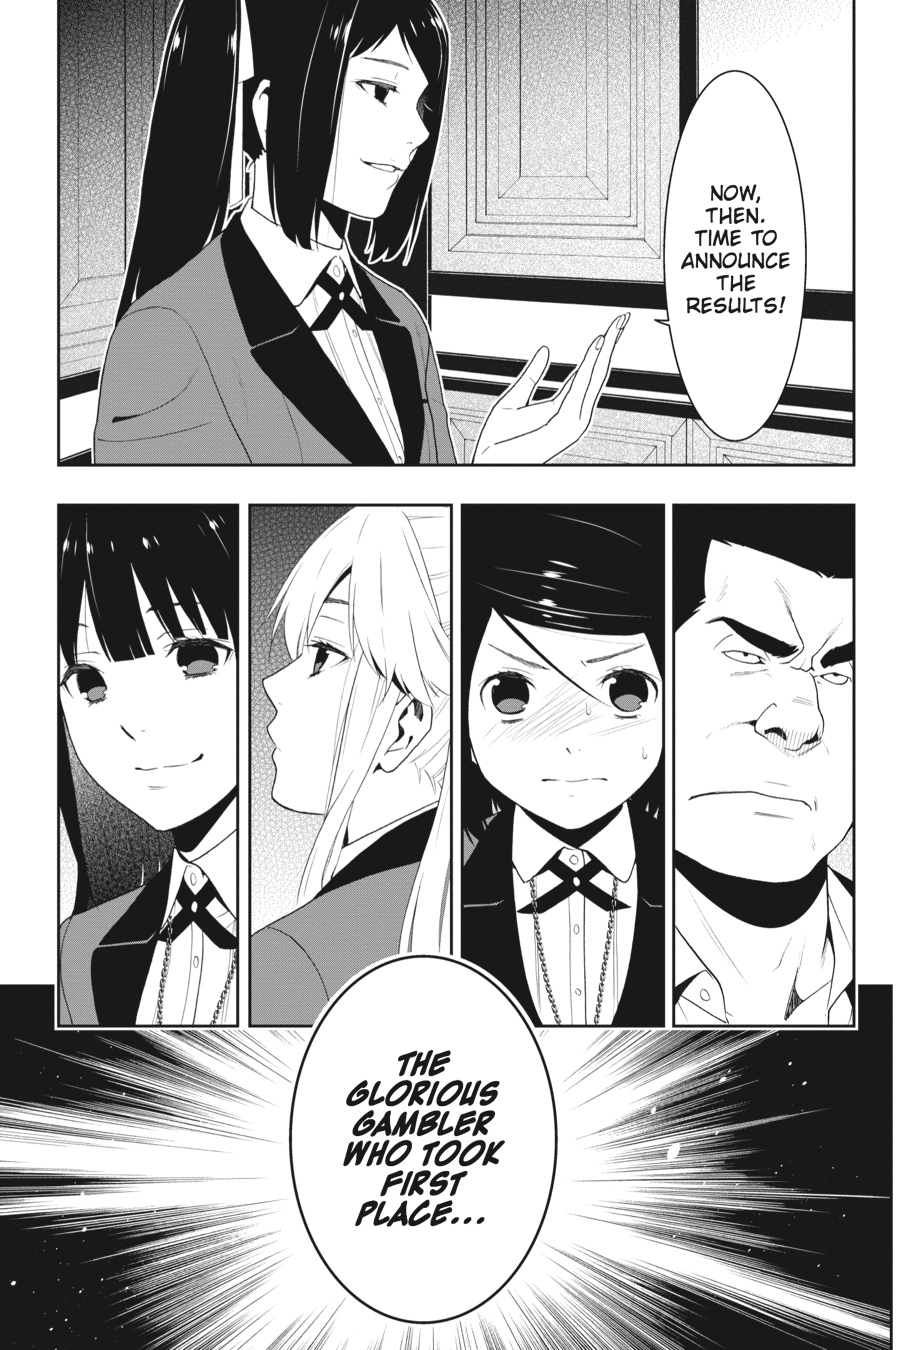 NOW,
THEN.
TIME TO
ANNOUNCE
THE
RESULTS!
THE
GLORIOUS
GAMBLER
WHO TOOK
FIRST
PLACE...